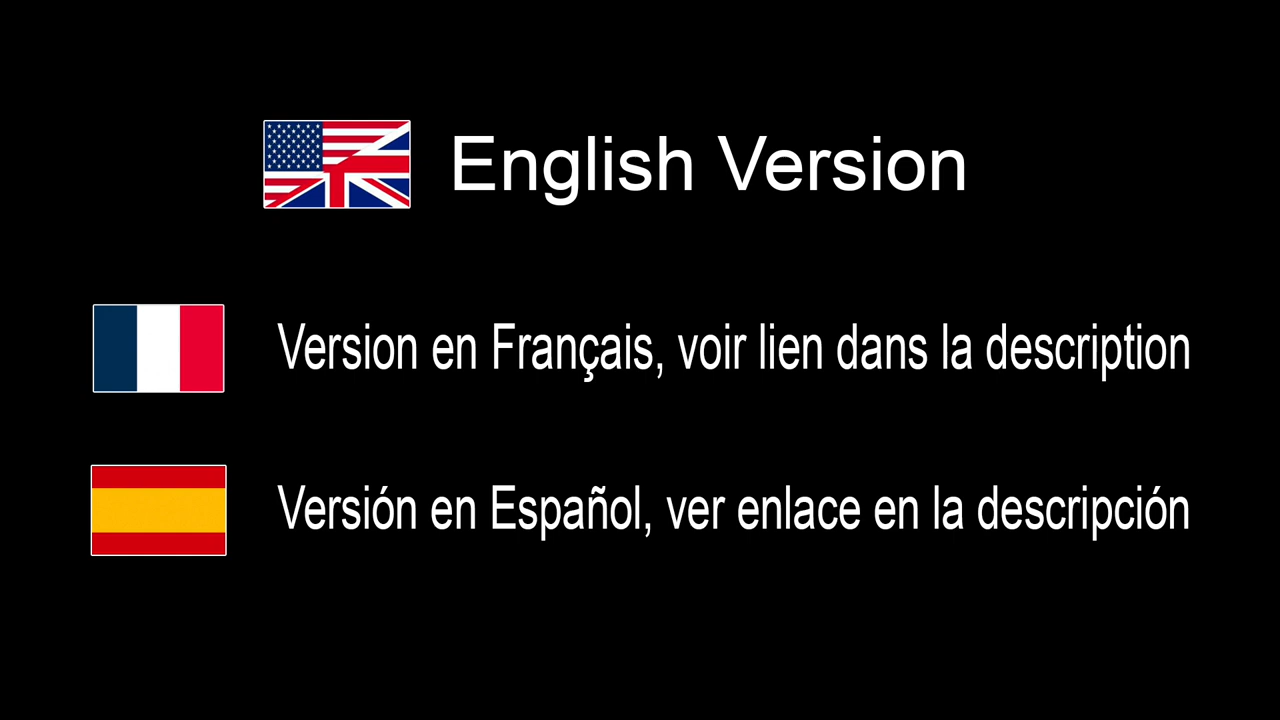 English Version
Version en Français, voir lien dans la description
Versión en Español, ver enlace en la descripción